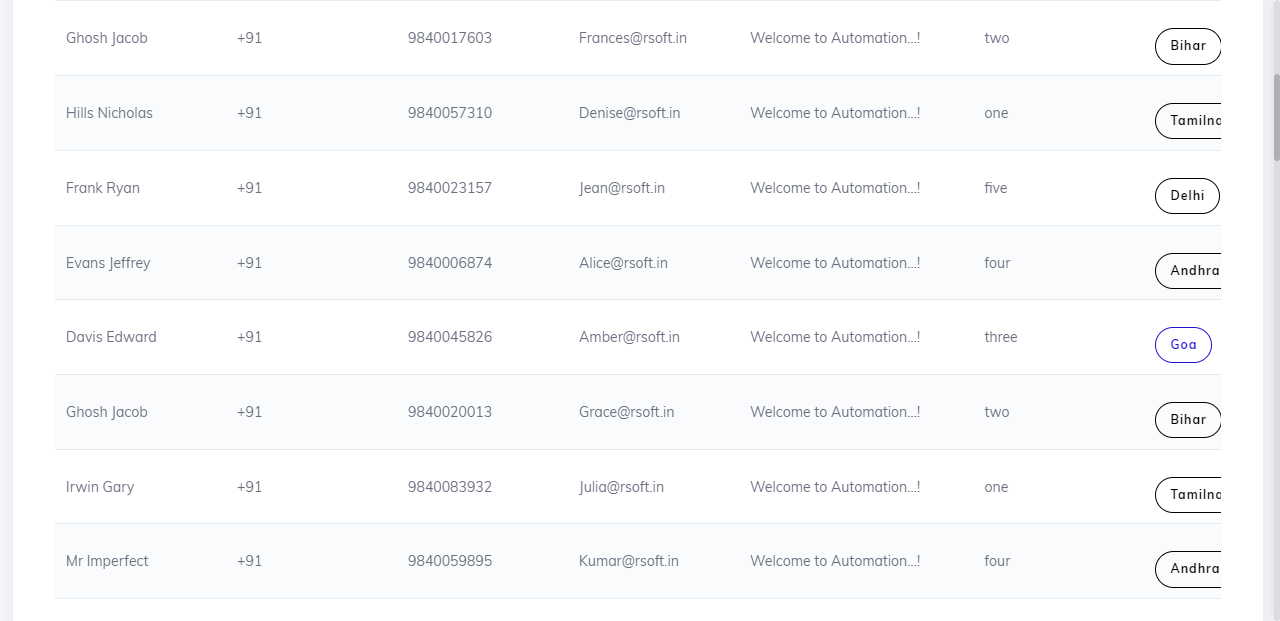 Ghosh Jacob +91 9840017603 Frances@rsoft.in Welcome to Automation...! two Bihar
Hills Nicholas +91 9840057310 Denise@rsoft.in Welcome to Automation...! one Tamilna
Frank Ryan +91 9840023157 Jean@rsoft.in Welcome to Automation...! five Delhi
Evans Jeffrey +91 9840006874 Alice@rsoft.in Welcome to Automation...! four Andhra
Davis Edward +91 9840045826 Amber@rsoft.in Welcome to Automation...! three Goa
Ghosh Jacob +91 9840020013 Grace@rsoft.in Welcome to Automation...! two Bihar
Irwin Gary +91 9840083932 Julia@rsoft.in Welcome to Automation...! one Tamilna
Mr Imperfect +91 9840059895 Kumar@rsoft.in Welcome to Automation...! four Andhra